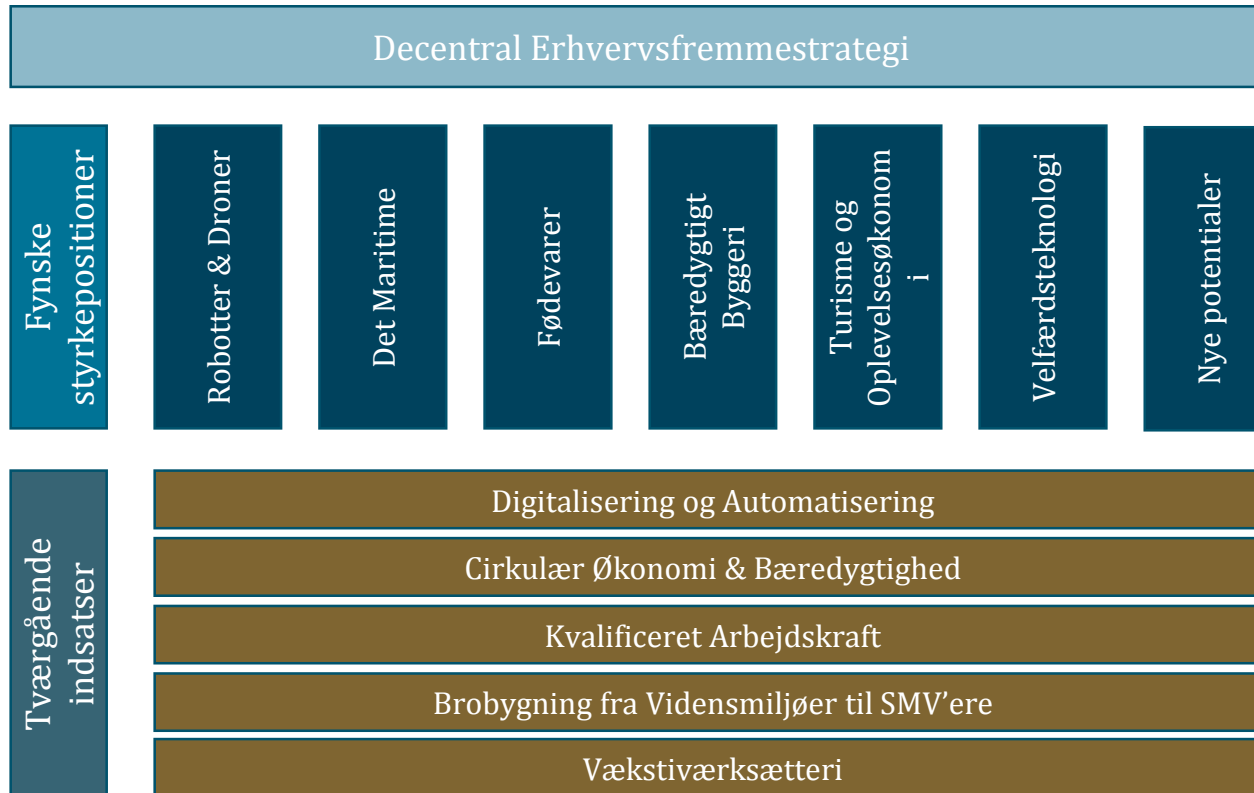 Decentral Erhvervsfremmestrategi
Fynske
styrkepositioner
Robotter & Droner
Det Maritime
Fødevarer
Bæredygtigt
Byggeri
Turisme og
Oplevelsesøkonom
i
Velfærdsteknologi
Nye potentialer
Tværgående
indsatser
Digitalisering og Automatisering
Cirkulær Økonomi & Bæredygtighed
Kvalificeret Arbejdskraft
Brobygning fra Vidensmiljøer til SMV’ere
Vækstiværksætteri